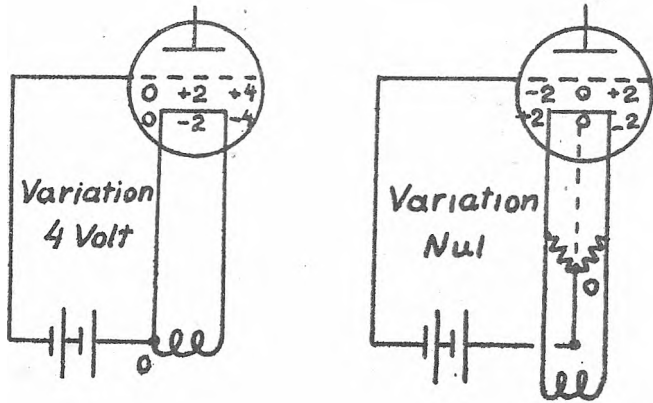 0 +2 +4
0 -2 -4
Variation
4 Volt
0
-2 0 +2
+2 0 -2
Variation
Nul
0